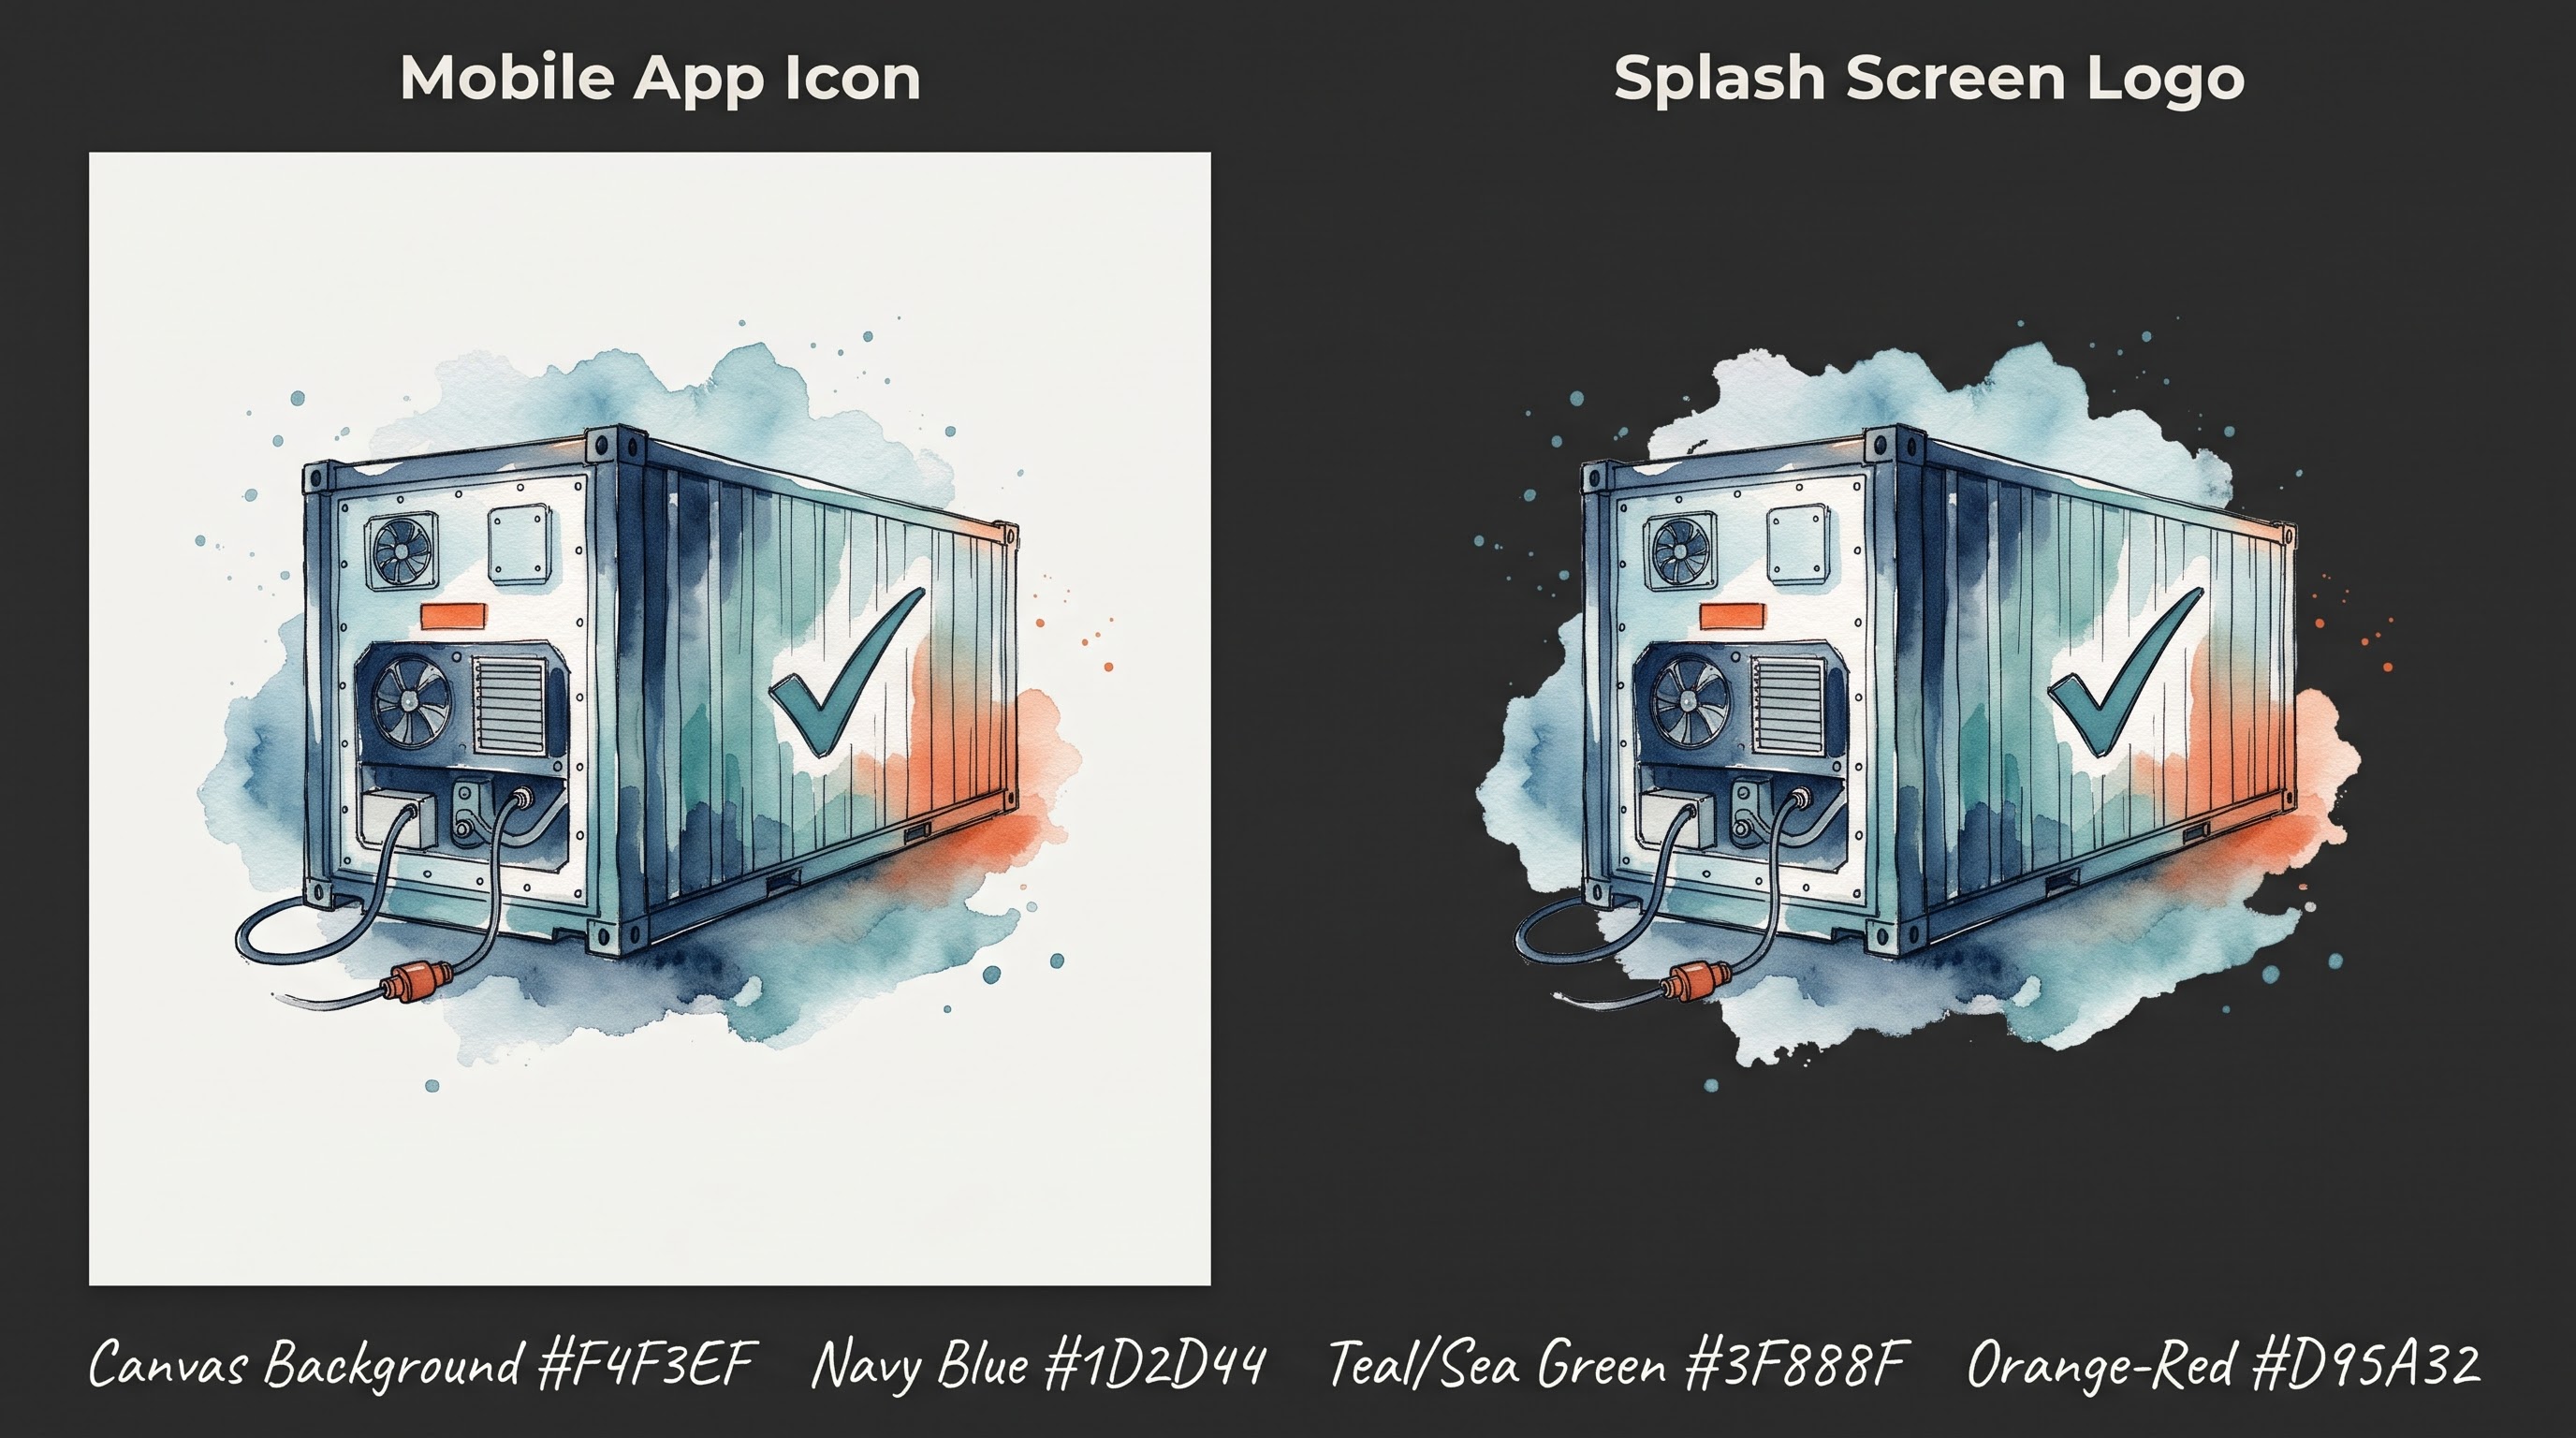 Mobile App Icon
Splash Screen Logo
Canvas Background #F4F3EF
Navy Blue #1D2D44
Teal/Sea Green #3F888F
Orange-Red #D95A32